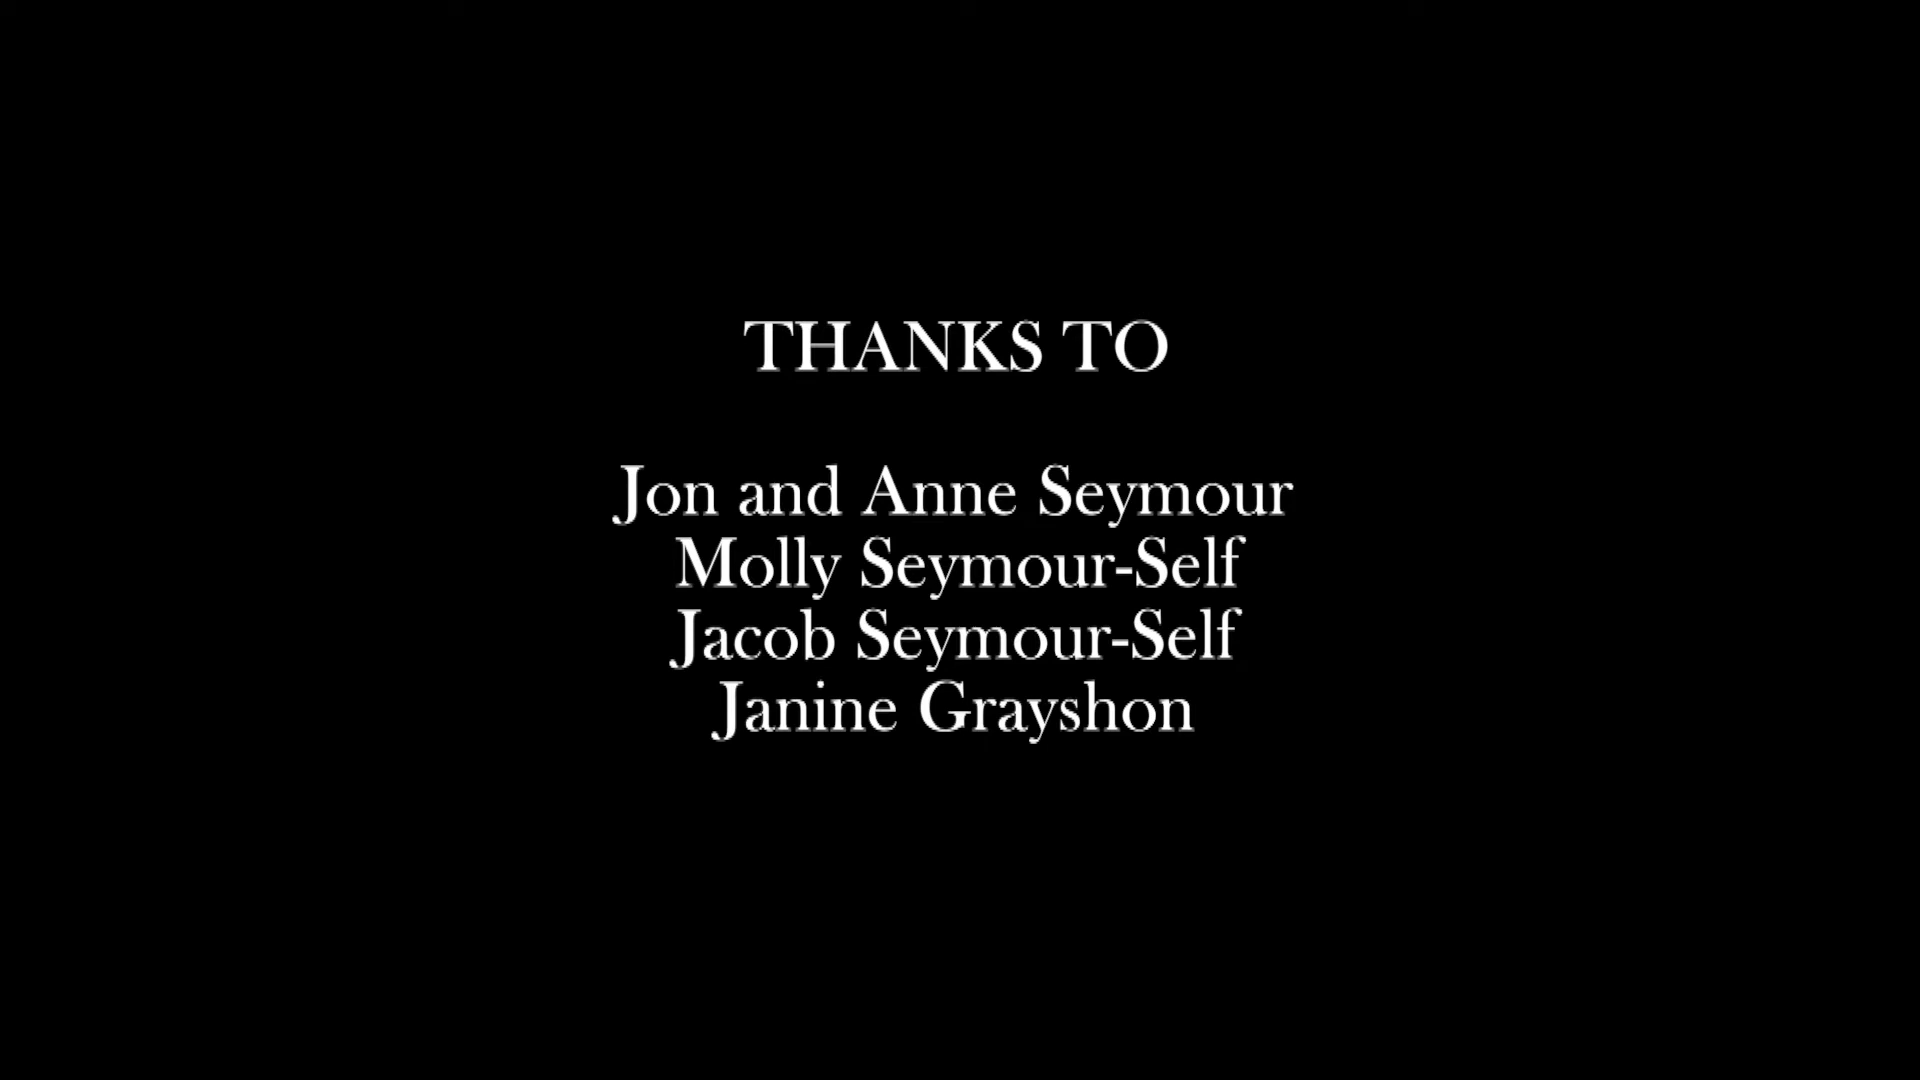 THANKS TO
Jon and Anne Seymour
Molly Seymour-Self
Jacob Seymour-Self
Janine Grayshon